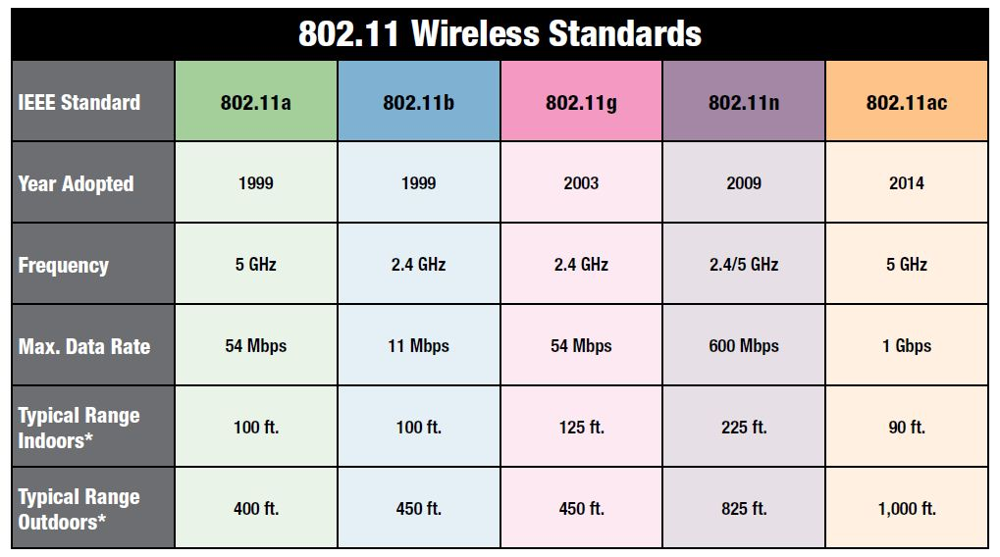 802.11 Wireless Standards
IEEE Standard 802.11a 802.11b 802.11g 802.11n 802.11ac
Year Adopted 1999 1999 2003 2009 2014
Frequency 5 GHz 2.4 GHz 2.4 GHz 2.4/5 GHz 5 GHz
Max. Data Rate 54 Mbps 11 Mbps 54 Mbps 600 Mbps 1 Gbps
Typical Range
Indoors* 100 ft. 100 ft. 125 ft. 225 ft. 90 ft.
Typical Range
Outdoors* 400 ft. 450 ft. 450 ft. 825 ft. 1,000 ft.